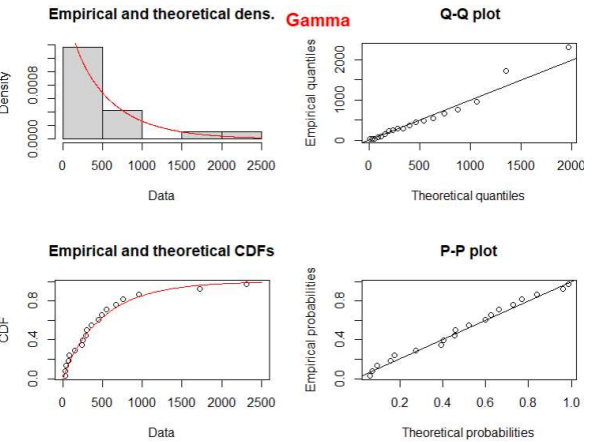 Gamma
Empirical and theoretical dens.
Density
0.0000 0.0008
0 500 1000 1500 2000 2500
Data
Q-Q plot
Empirical quantiles
0 1000 2000
0 500 1000 1500 2000
Theoretical quantiles
Empirical and theoretical CDFs
CDF
0.0 0.4 0.8
0 500 1000 1500 2000 2500
Data
P-P plot
Empirical probabilities
0.0 0.4 0.8
0.2 0.4 0.6 0.8 1.0
Theoretical probabilities